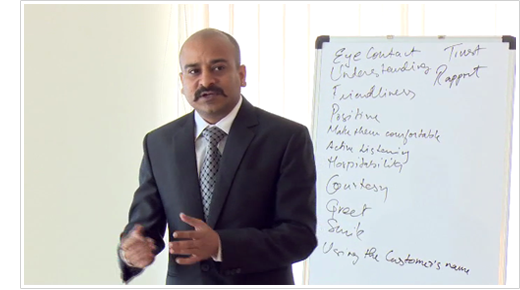 Eye Contact Trust
Understanding Rapport
Friendliness
Positive
Make them comfortable
Active Listening
Hospitability
Courtesy
Greet
Smile
Using the Customer's name